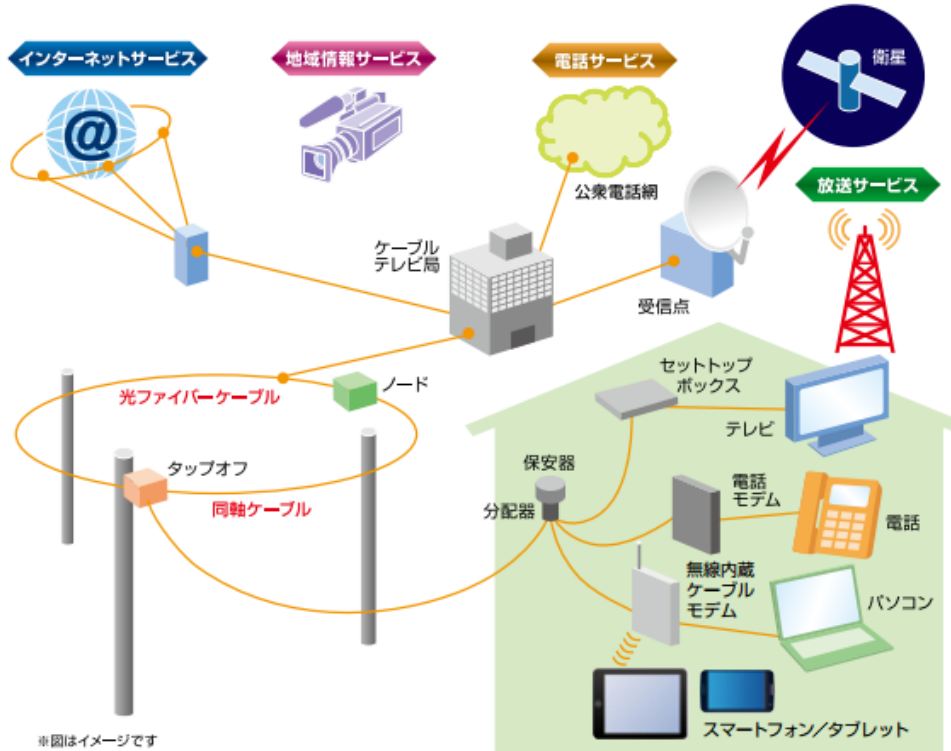 インターネットサービス
地域情報サービス
電話サービス
衛星
放送サービス
@
公衆電話網
ケーブル
テレビ局
受信点
セットトップ
ボックス
ノード
光ファイバーケーブル
テレビ
タップオフ
保安器
分配器
電話
モデム
電話
同軸ケーブル
無線内蔵
ケーブル
モデム
パソコン
スマートフォン／タブレット
※図はイメージです